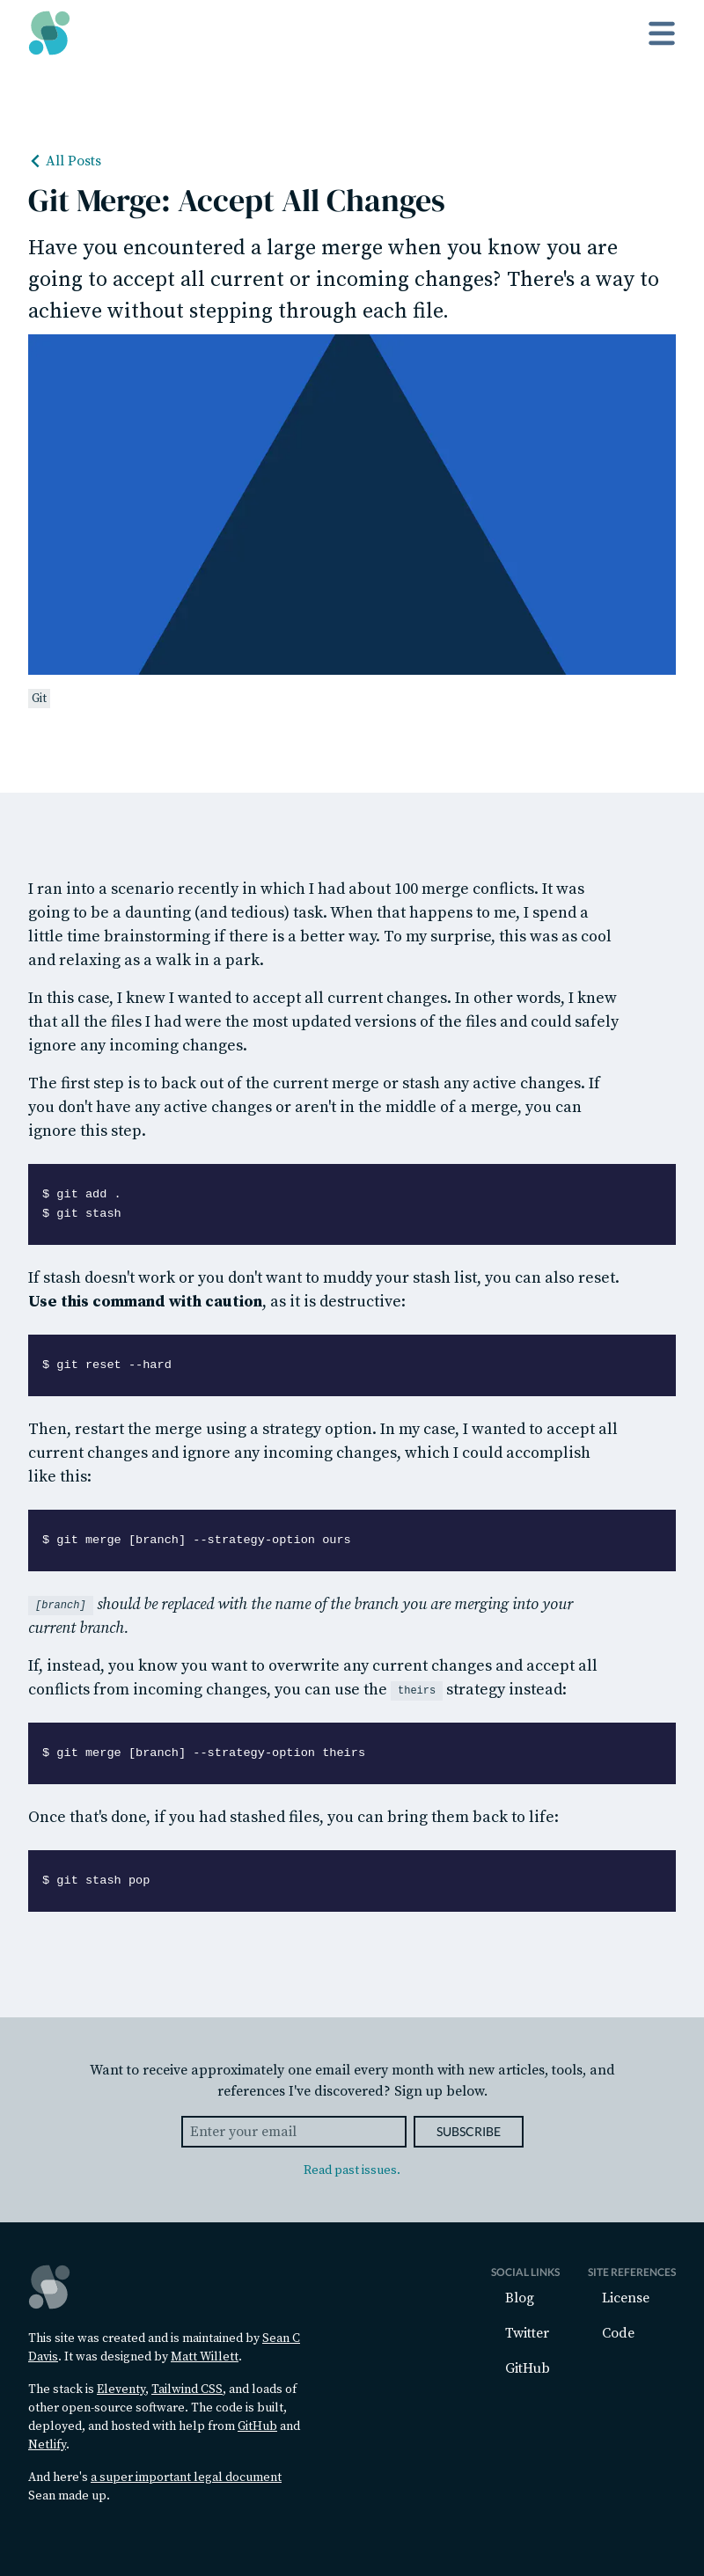 All Posts
Git Merge: Accept All Changes
Have you encountered a large merge when you know you are
going to accept all current or incoming changes? There's a way to
achieve without stepping through each file.
Git
I ran into a scenario recently in which I had about 100 merge conflicts. It was
going to be a daunting (and tedious) task. When that happens to me, I spend a
little time brainstorming if there is a better way. To my surprise, this was as cool
and relaxing as a walk in a park.
In this case, I knew I wanted to accept all current changes. In other words, I knew
that all the files I had were the most updated versions of the files and could safely
ignore any incoming changes.
The first step is to back out of the current merge or stash any active changes. If
you don't have any active changes or aren't in the middle of a merge, you can
ignore this step.
$ git add .
$ git stash
If stash doesn't work or you don't want to muddy your stash list, you can also reset.
Use this command with caution, as it is destructive:
$ git reset --hard
Then, restart the merge using a strategy option. In my case, I wanted to accept all
current changes and ignore any incoming changes, which I could accomplish
like this:
$ git merge [branch] --strategy-option ours
[branch] should be replaced with the name of the branch you are merging into your
current branch.
If, instead, you know you want to overwrite any current changes and accept all
conflicts from incoming changes, you can use the theirs strategy instead:
$ git merge [branch] --strategy-option theirs
Once that's done, if you had stashed files, you can bring them back to life:
$ git stash pop
Want to receive approximately one email every month with new articles, tools, and
references I've discovered? Sign up below.
Enter your email SUBSCRIBE
Read past issues.
This site was created and is maintained by Sean C
Davis. It was designed by Matt Willett.
The stack is Eleventy, Tailwind CSS, and loads of
other open-source software. The code is built,
deployed, and hosted with help from GitHub and
Netlify.
And here's a super important legal document
Sean made up.
SOCIAL LINKS
Blog
Twitter
GitHub
SITE REFERENCES
License
Code